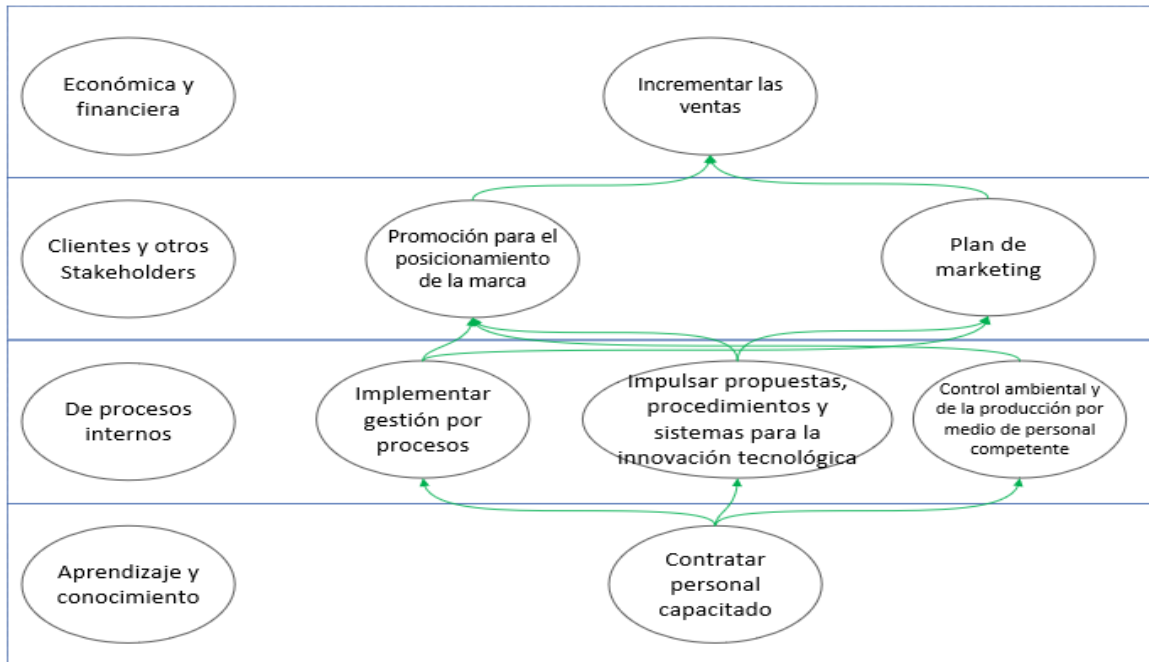 Económica y
financiera
Incrementar las
ventas
Clientes y otros
Stakeholders
Promoción para el
posicionamiento
de la marca
Plan de
marketing
De procesos
internos
Implementar
gestión por
procesos
Impulsar propuestas,
procedimientos y
sistemas para la
innovación tecnológica
Control ambiental y
de la producción por
medio de personal
competente
Aprendizaje y
conocimiento
Contratar
personal
capacitado